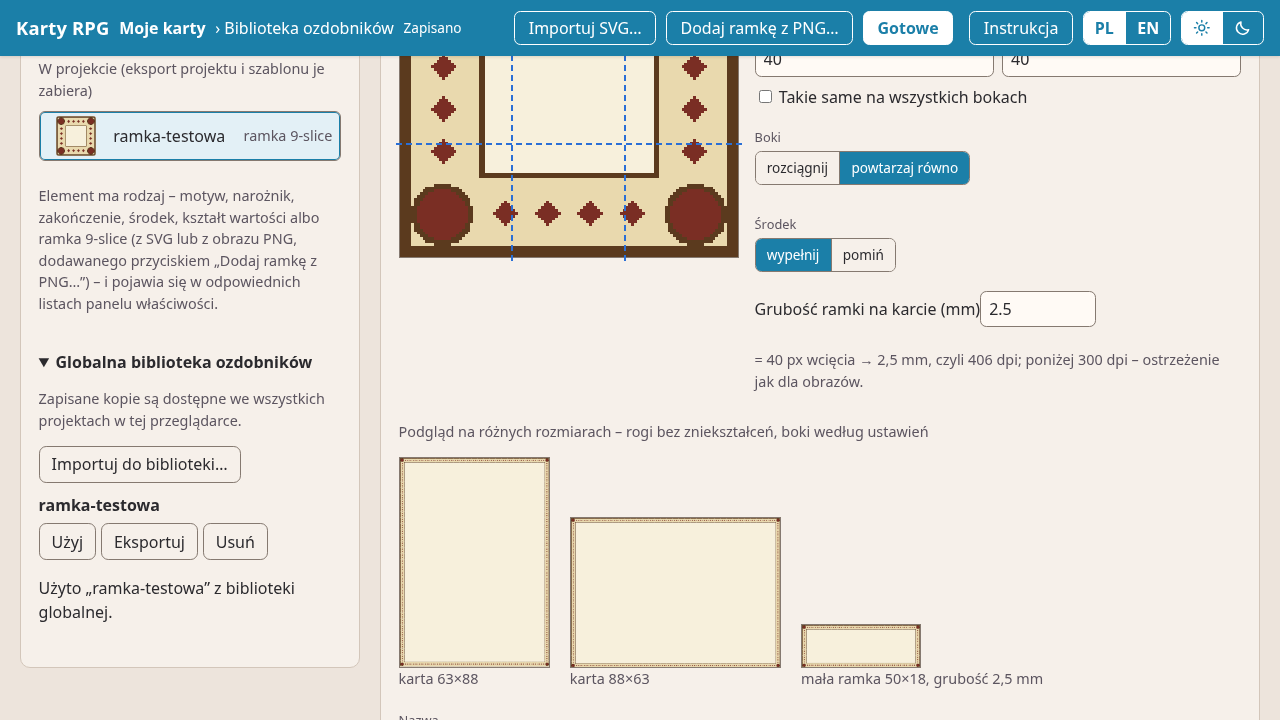 Karty RPG Moje karty › Biblioteka ozdobników Zapisano Importuj SVG... Dodaj ramkę z PNG... Gotowe Instrukcja PL EN
W projekcie (eksport projektu i szablonu je
zabiera)
ramka-testowa ramka 9-slice
Element ma rodzaj – motyw, narożnik,
zakończenie, środek, kształt wartości albo
ramka 9-slice (z SVG lub z obrazu PNG,
dodawanego przyciskiem „Dodaj ramkę z
PNG...”) – i pojawia się w odpowiednich
listach panelu właściwości.
▼ Globalna biblioteka ozdobników
Zapisane kopie są dostępne we wszystkich
projektach w tej przeglądarce.
Importuj do biblioteki...
ramka-testowa
Użyj Eksportuj Usuń
Użyto „ramka-testowa” z biblioteki
globalnej.
40 40
Takie same na wszystkich bokach
Boki
rozciągnij powtarzaj równo
Środek
wypełnij pomiń
Grubość ramki na karcie (mm) 2.5
= 40 px wcięcia → 2,5 mm, czyli 406 dpi; poniżej 300 dpi – ostrzeżenie
jak dla obrazów.
Podgląd na różnych rozmiarach – rogi bez zniekształceń, boki według ustawień
karta 63×88 karta 88×63 mała ramka 50×18, grubość 2,5 mm
Nazwa